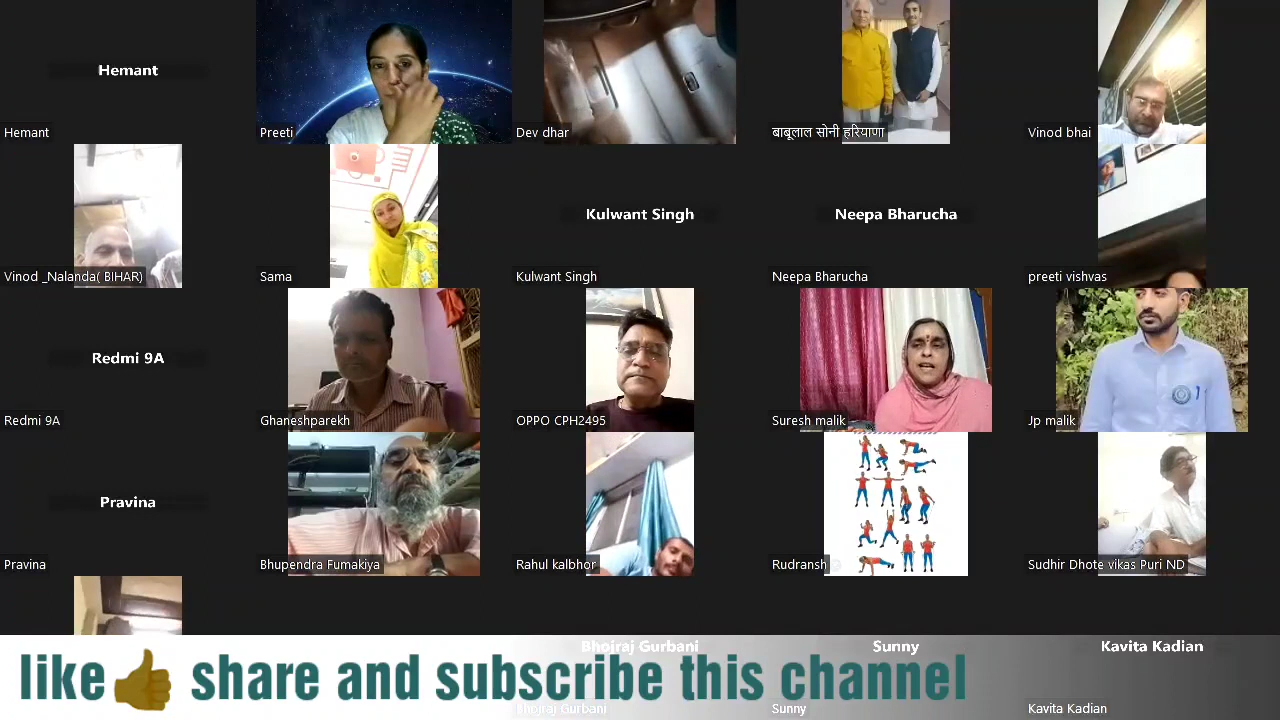 Hemant
Hemant
Preeti
Dev dhar
बाबूलाल सोनी हरियाणा
Vinod bhai
Vinod _Nalanda( BIHAR)
Sama
Kulwant Singh
Kulwant Singh
Neepa Bharucha
Neepa Bharucha
preeti vishvas
Redmi 9A
Redmi 9A
Ghaneshparekh
OPPO CPH2495
Suresh malik
Jp malik
Pravina
Pravina
Bhupendra Fumakiya
Rahul kalbhor
Rudransh
Sudhir Dhote vikas Puri ND
Bhojraj Gurbani
Sunny
Kavita Kadian
like share and subscribe this channel
Bhojraj Gurbani
Sunny
Kavita Kadian